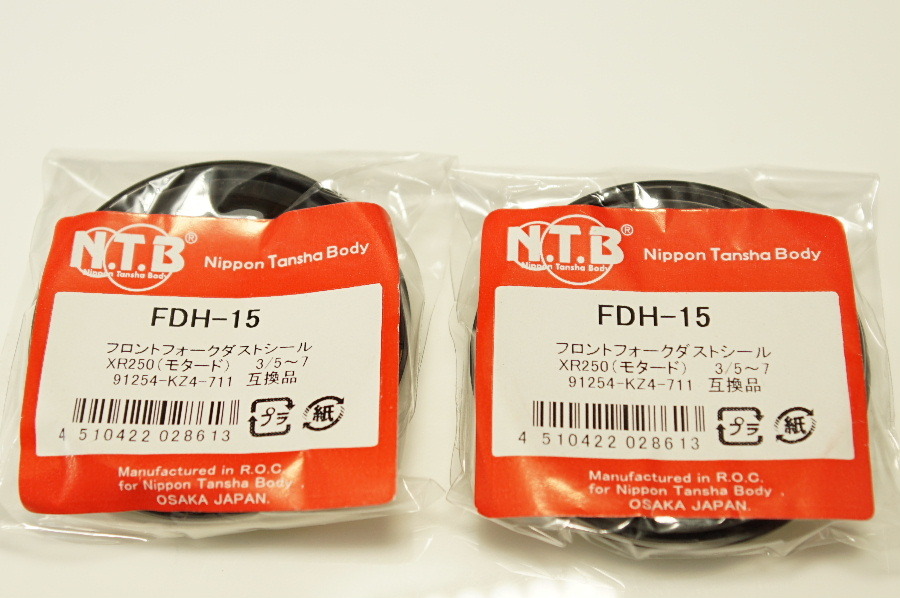 N.T.B®
Nippon Tansha Body
Nippon Tansha Body
FDH-15
フロントフォークダストシール
XR250(モタード) 3/5～7
91254-KZ4-711 互換品
プラ 紙
4 510422 028613
Manufactured in R.O.C.
for Nippon Tansha Body
OSAKA JAPAN.
N.T.B®
Nippon Tansha Body
Nippon Tansha Body
FDH-15
フロントフォークダストシール
XR250(モタード) 3/5～7
91254-KZ4-711 互換品
プラ 紙
4 510422 028613
Manufactured in R.O.C.
for Nippon Tansha Body
OSAKA JAPAN.